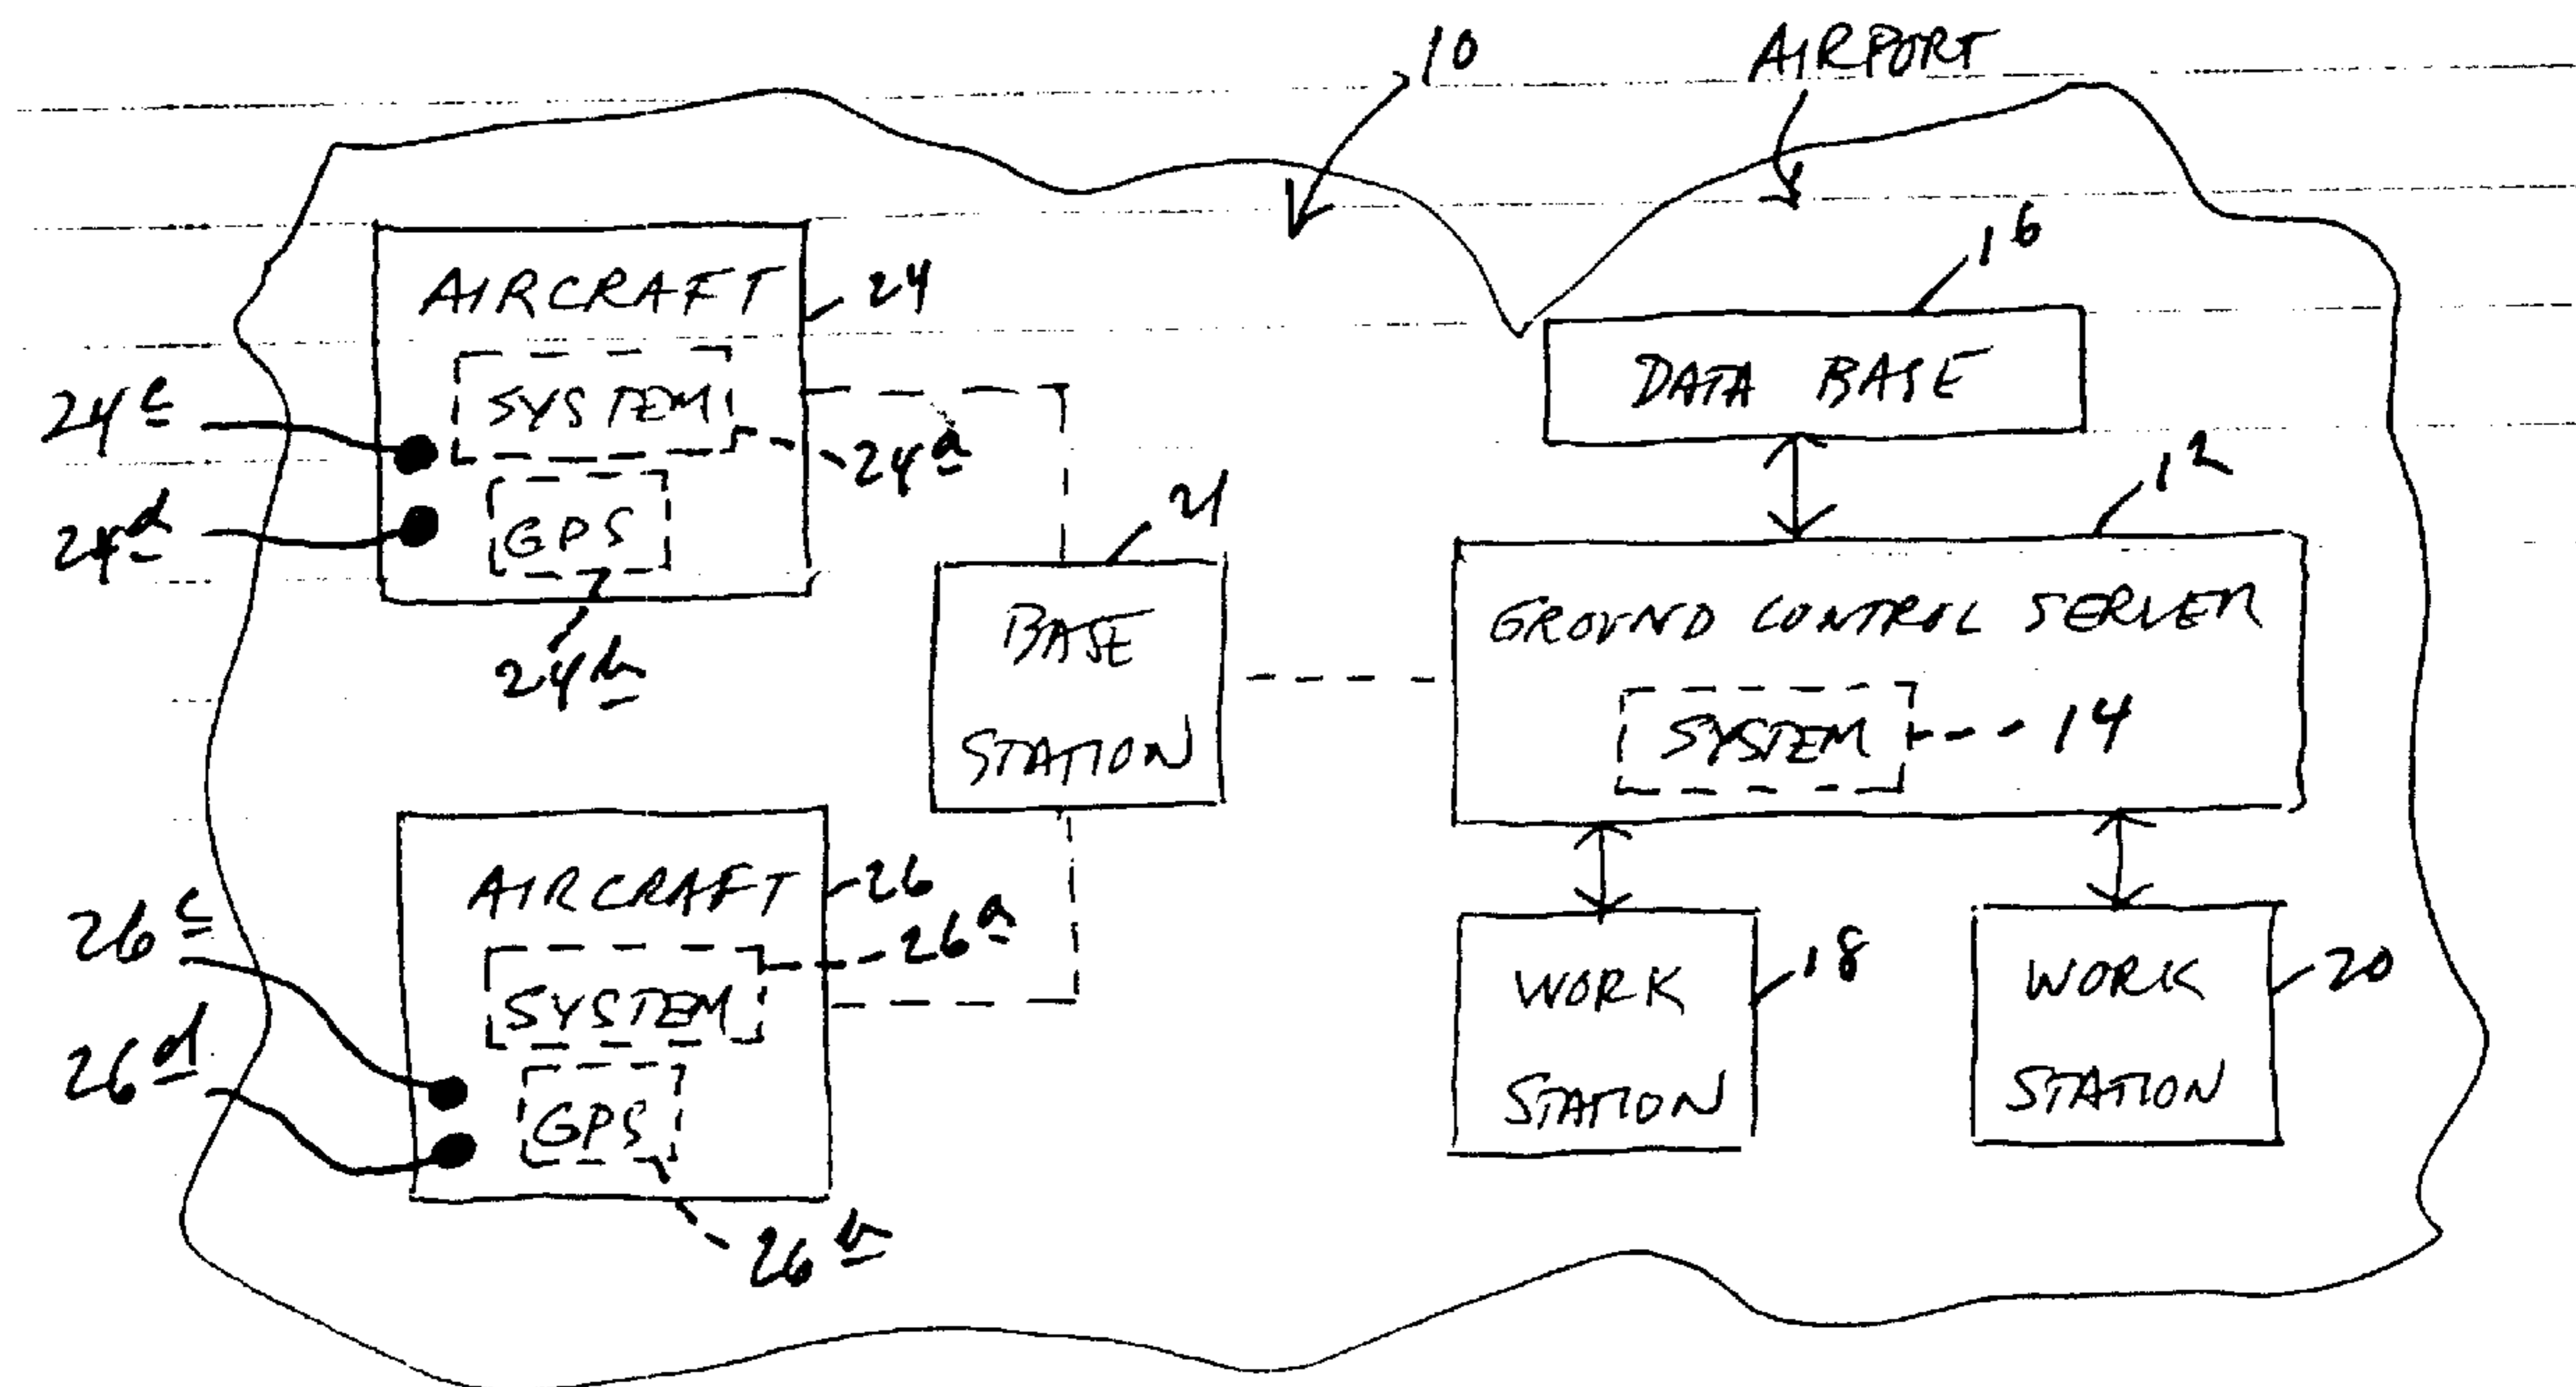 10
AIRPORT
16
AIRCRAFT
24
SYSTEM
24a
24c
24d
GPS
24b
DATA BASE
21
12
BASE
STATION
GROUND CONTROL SERVER
SYSTEM
14
AIRCRAFT
26
26a
26c
SYSTEM
26d
GPS
26b
WORK
STATION
18
WORK
STATION
20